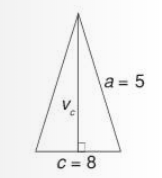 a = 5
v_c
c = 8